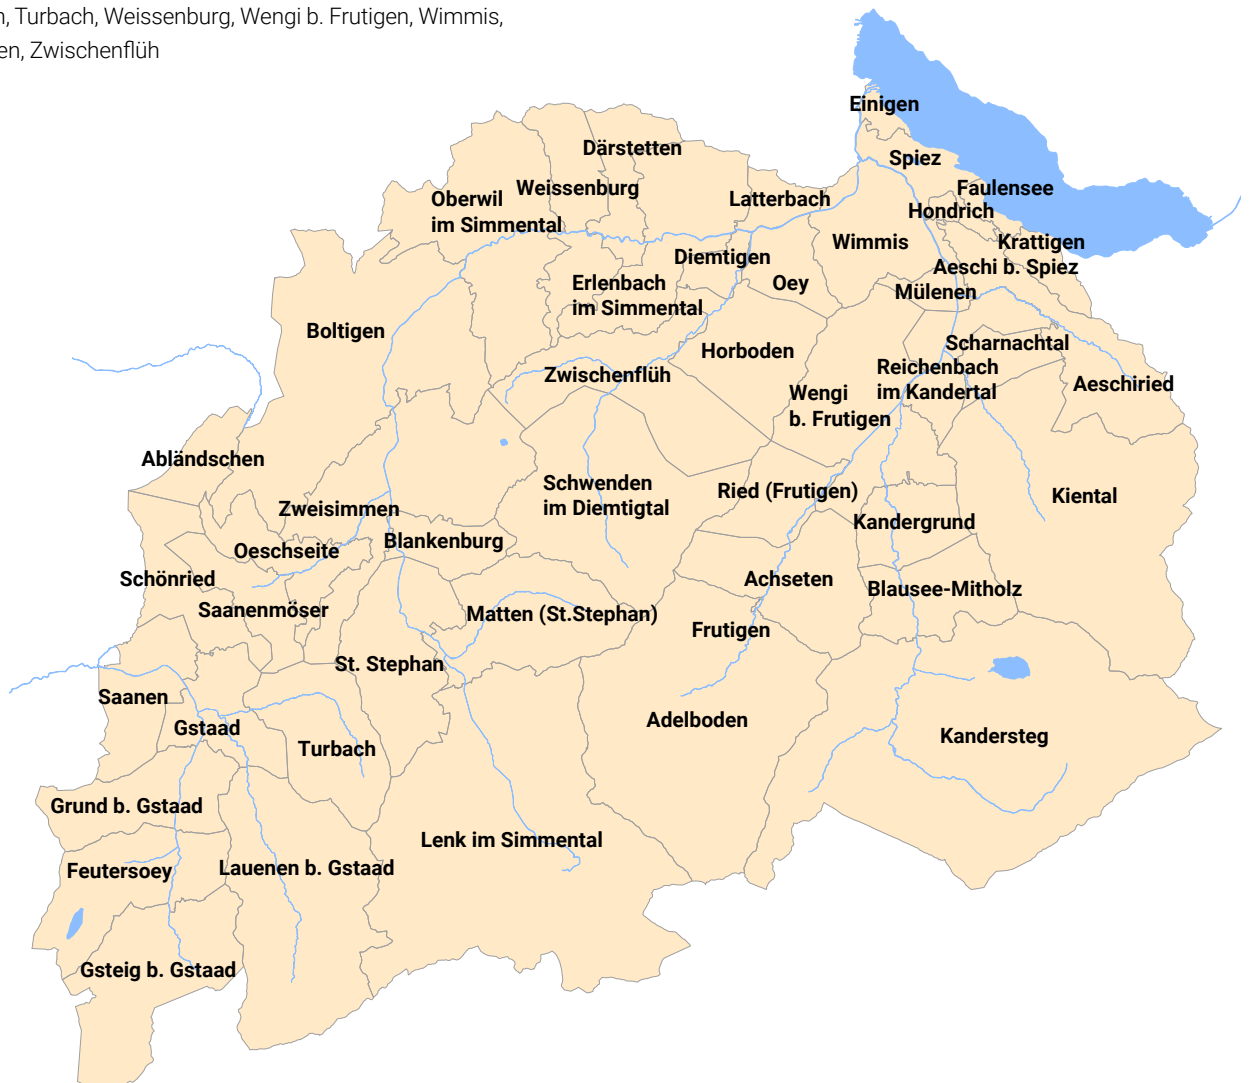 Turbach, Weissenburg, Wengi b. Frutigen, Wimmis,
Zwischenflüh
Einigen
Därstetten
Spiez
Weissenburg
Faulensee
Oberwil
im Simmental
Latterbach
Hondrich
Wimmis
Krattigen
Diemtigen
Aeschi b. Spiez
Erlenbach
im Simmental
Oey
Mülenen
Boltigen
Scharnachtal
Horboden
Reichenbach
im Kandertal
Zwischenflüh
Aeschiried
Wengi
b. Frutigen
Abländschen
Schwenden
im Diemtigtal
Ried (Frutigen)
Kiental
Zweisimmen
Kandergrund
Blankenburg
Oeschseite
Schönried
Achseten
Blausee-Mitholz
Saanenmöser
Matten (St.Stephan)
Frutigen
St. Stephan
Saanen
Adelboden
Gstaad
Kandersteg
Turbach
Grund b. Gstaad
Lenk im Simmental
Feutersoey
Lauenen b. Gstaad
Gsteig b. Gstaad